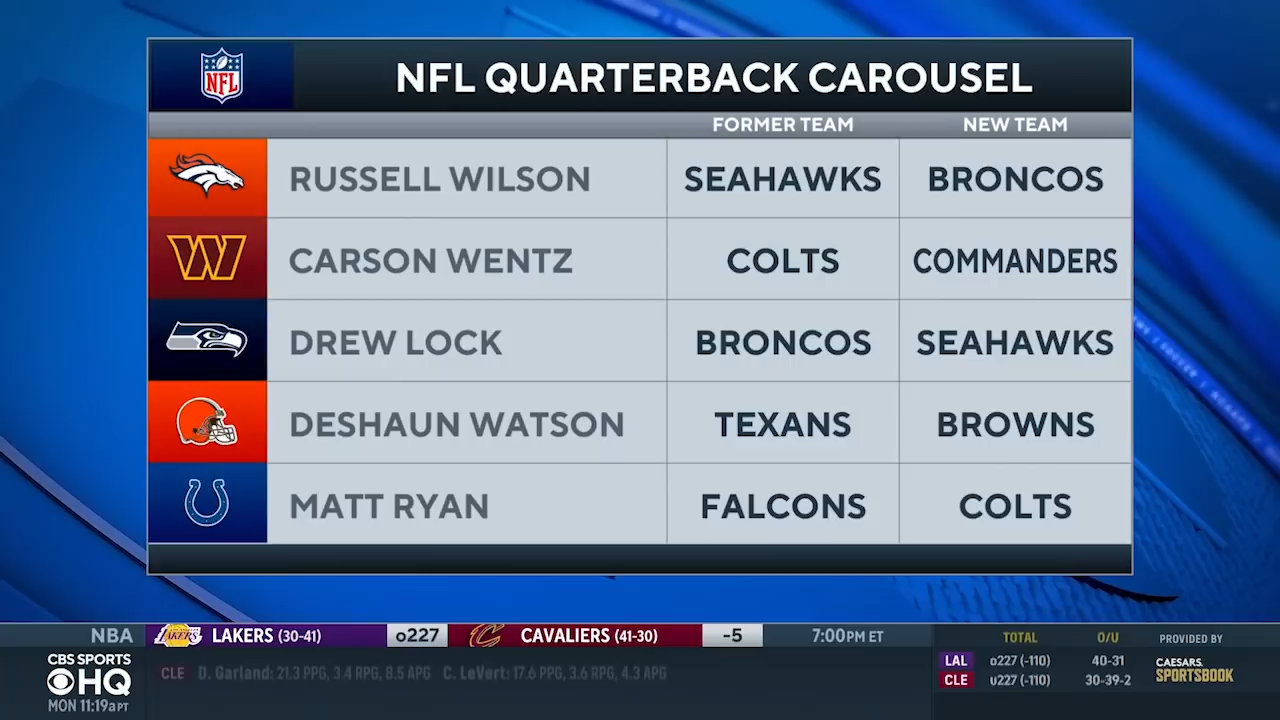 NFL
NFL QUARTERBACK CAROUSEL
FORMER TEAM NEW TEAM
RUSSELL WILSON SEAHAWKS BRONCOS
CARSON WENTZ COLTS COMMANDERS
DREW LOCK BRONCOS SEAHAWKS
DESHAUN WATSON TEXANS BROWNS
MATT RYAN FALCONS COLTS
NBA LAKERS LAKERS (30-41) o227 C CAVALIERS (41-30) -5 7:00PM ET
TOTAL O/U PROVIDED BY
CBS SPORTS HQ
MON 11:19a PT
CLE D. Garland: 21.3 PPG, 3.4 RPG, 8.5 APG C. LeVert: 17.6 PPG, 3.6 RPG, 4.3 APG
LAL o227 (-110) 40-31
CLE u227 (-110) 30-39-2
CAESARS
SPORTSBOOK